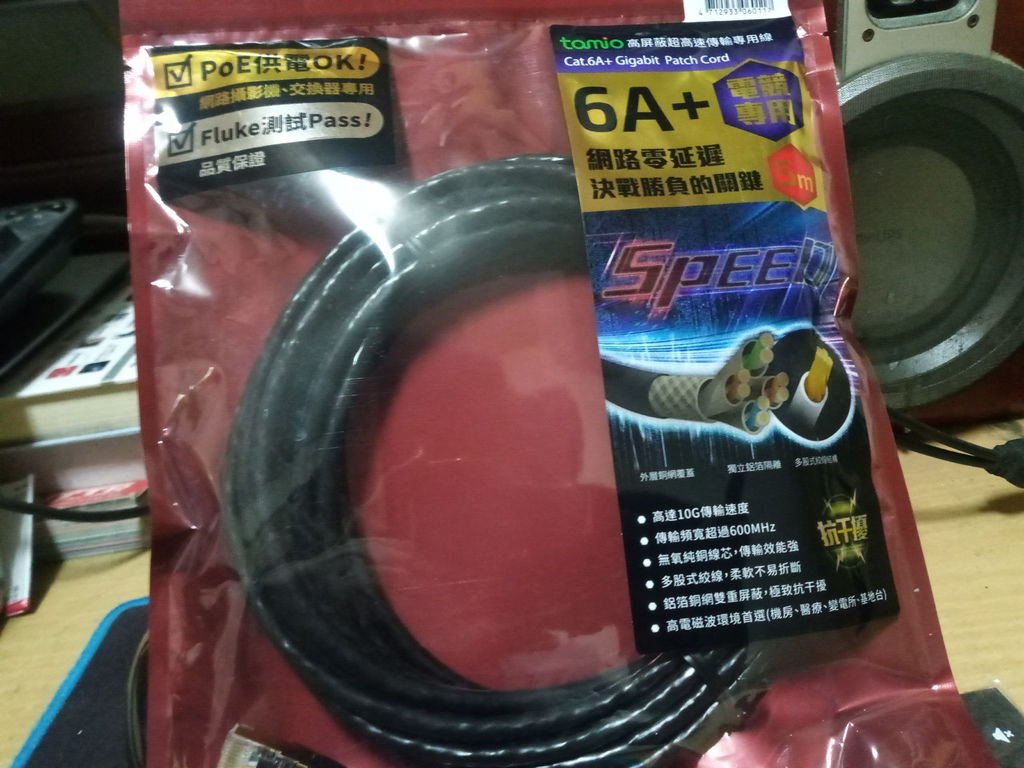 4 712933 060117
PoE供電OK!
網路攝影機、交換器專用
Fluke測試Pass!
品質保證
tamio 高屏蔽超高速傳輸專用線
Cat.6A+ Gigabit Patch Cord
6A+
電競
專用
網路零延遲
決戰勝負的關鍵
5m
SPEED
外層銅網覆蓋
獨立鋁箔隔離
多股式絞線結構
高達10G傳輸速度
傳輸頻寬超過600MHz
無氧純銅線芯,傳輸效能強
多股式絞線,柔軟不易折斷
鋁箔銅網雙重屏蔽,極致抗干擾
高電磁波環境首選(機房、醫療、變電所、基地台)
抗干擾